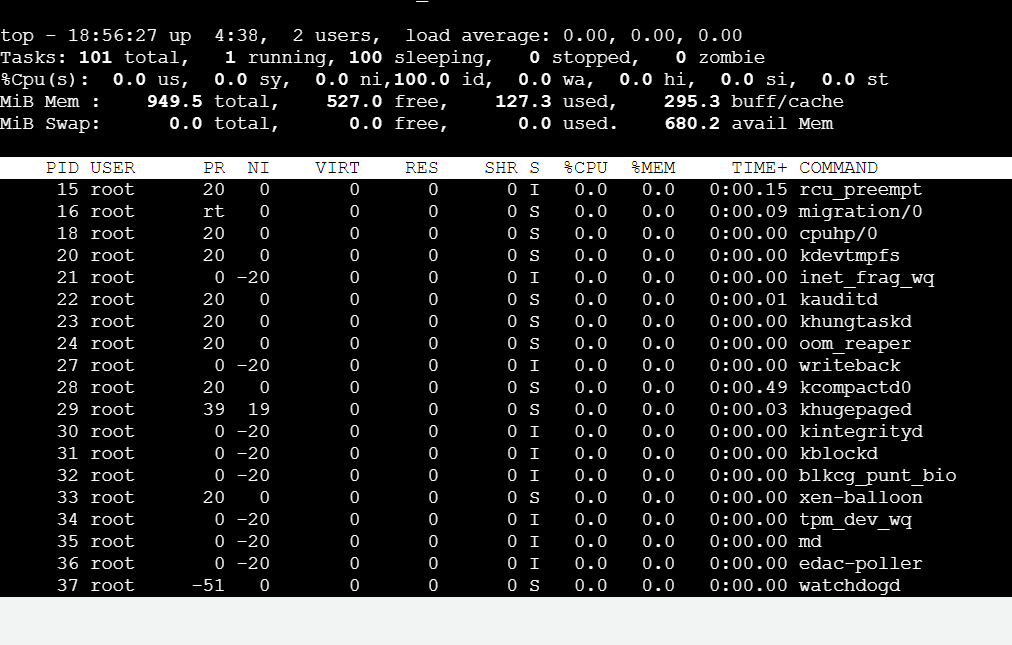 top - 18:56:27 up  4:38,  2 users,  load average: 0.00, 0.00, 0.00
Tasks: 101 total,   1 running, 100 sleeping,   0 stopped,   0 zombie
%Cpu(s):  0.0 us,  0.0 sy,  0.0 ni,100.0 id,  0.0 wa,  0.0 hi,  0.0 si,  0.0 st
MiB Mem :    949.5 total,    527.0 free,    127.3 used,    295.3 buff/cache
MiB Swap:      0.0 total,      0.0 free,      0.0 used.    680.2 avail Mem
    PID USER      PR  NI    VIRT    RES    SHR S  %CPU  %MEM     TIME+ COMMAND
     15 root      20   0       0      0      0 I   0.0   0.0   0:00.15 rcu_preempt
     16 root      rt   0       0      0      0 S   0.0   0.0   0:00.09 migration/0
     18 root      20   0       0      0      0 S   0.0   0.0   0:00.00 cpuhp/0
     20 root      20   0       0      0      0 S   0.0   0.0   0:00.00 kdevtmpfs
     21 root       0 -20       0      0      0 I   0.0   0.0   0:00.00 inet_frag_wq
     22 root      20   0       0      0      0 S   0.0   0.0   0:00.01 kauditd
     23 root      20   0       0      0      0 S   0.0   0.0   0:00.00 khungtaskd
     24 root      20   0       0      0      0 S   0.0   0.0   0:00.00 oom_reaper
     27 root       0 -20       0      0      0 I   0.0   0.0   0:00.00 writeback
     28 root      20   0       0      0      0 S   0.0   0.0   0:00.49 kcompactd0
     29 root      39  19       0      0      0 S   0.0   0.0   0:00.03 khugepaged
     30 root       0 -20       0      0      0 I   0.0   0.0   0:00.00 kintegrityd
     31 root       0 -20       0      0      0 I   0.0   0.0   0:00.00 kblockd
     32 root       0 -20       0      0      0 I   0.0   0.0   0:00.00 blkcg_punt_bio
     33 root      20   0       0      0      0 S   0.0   0.0   0:00.00 xen-balloon
     34 root       0 -20       0      0      0 I   0.0   0.0   0:00.00 tpm_dev_wq
     35 root       0 -20       0      0      0 I   0.0   0.0   0:00.00 md
     36 root       0 -20       0      0      0 I   0.0   0.0   0:00.00 edac-poller
     37 root     -51   0       0      0      0 S   0.0   0.0   0:00.00 watchdogd